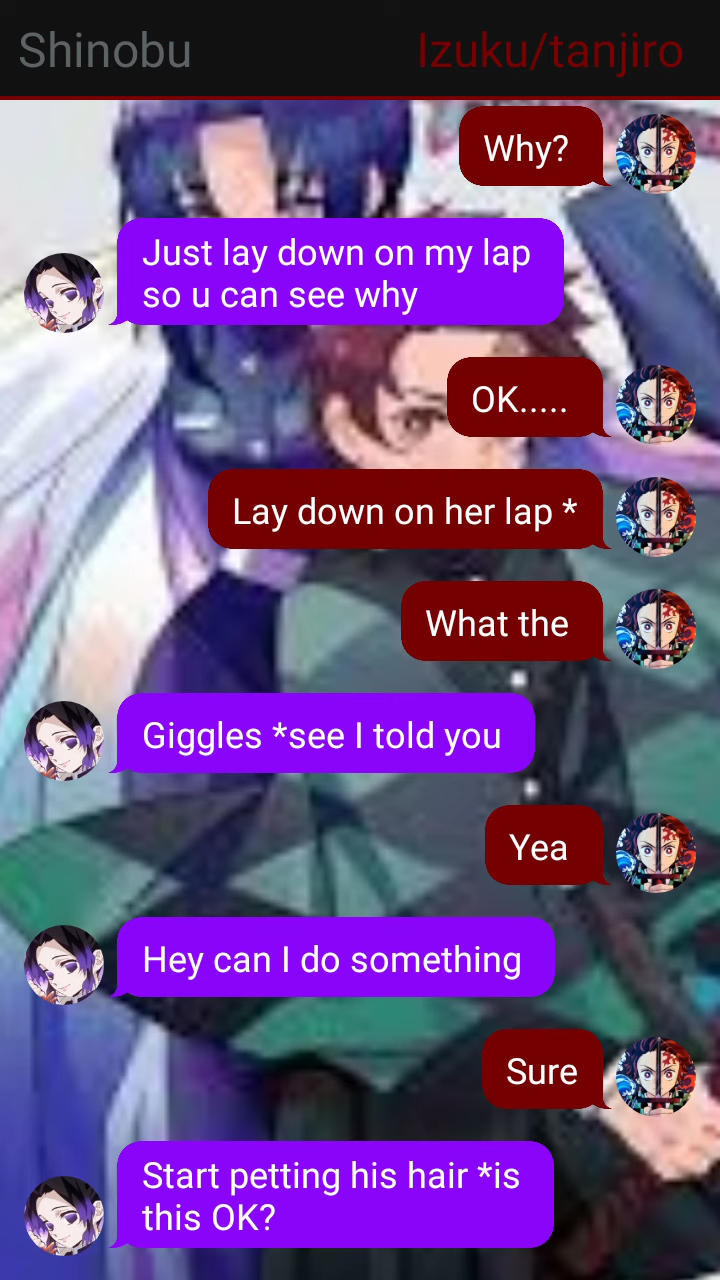 Shinobu Izuku/tanjiro
Why?
Just lay down on my lap
so u can see why
OK.....
Lay down on her lap *
What the
Giggles *see I told you
Yea
Hey can I do something
Sure
Start petting his hair *is
this OK?